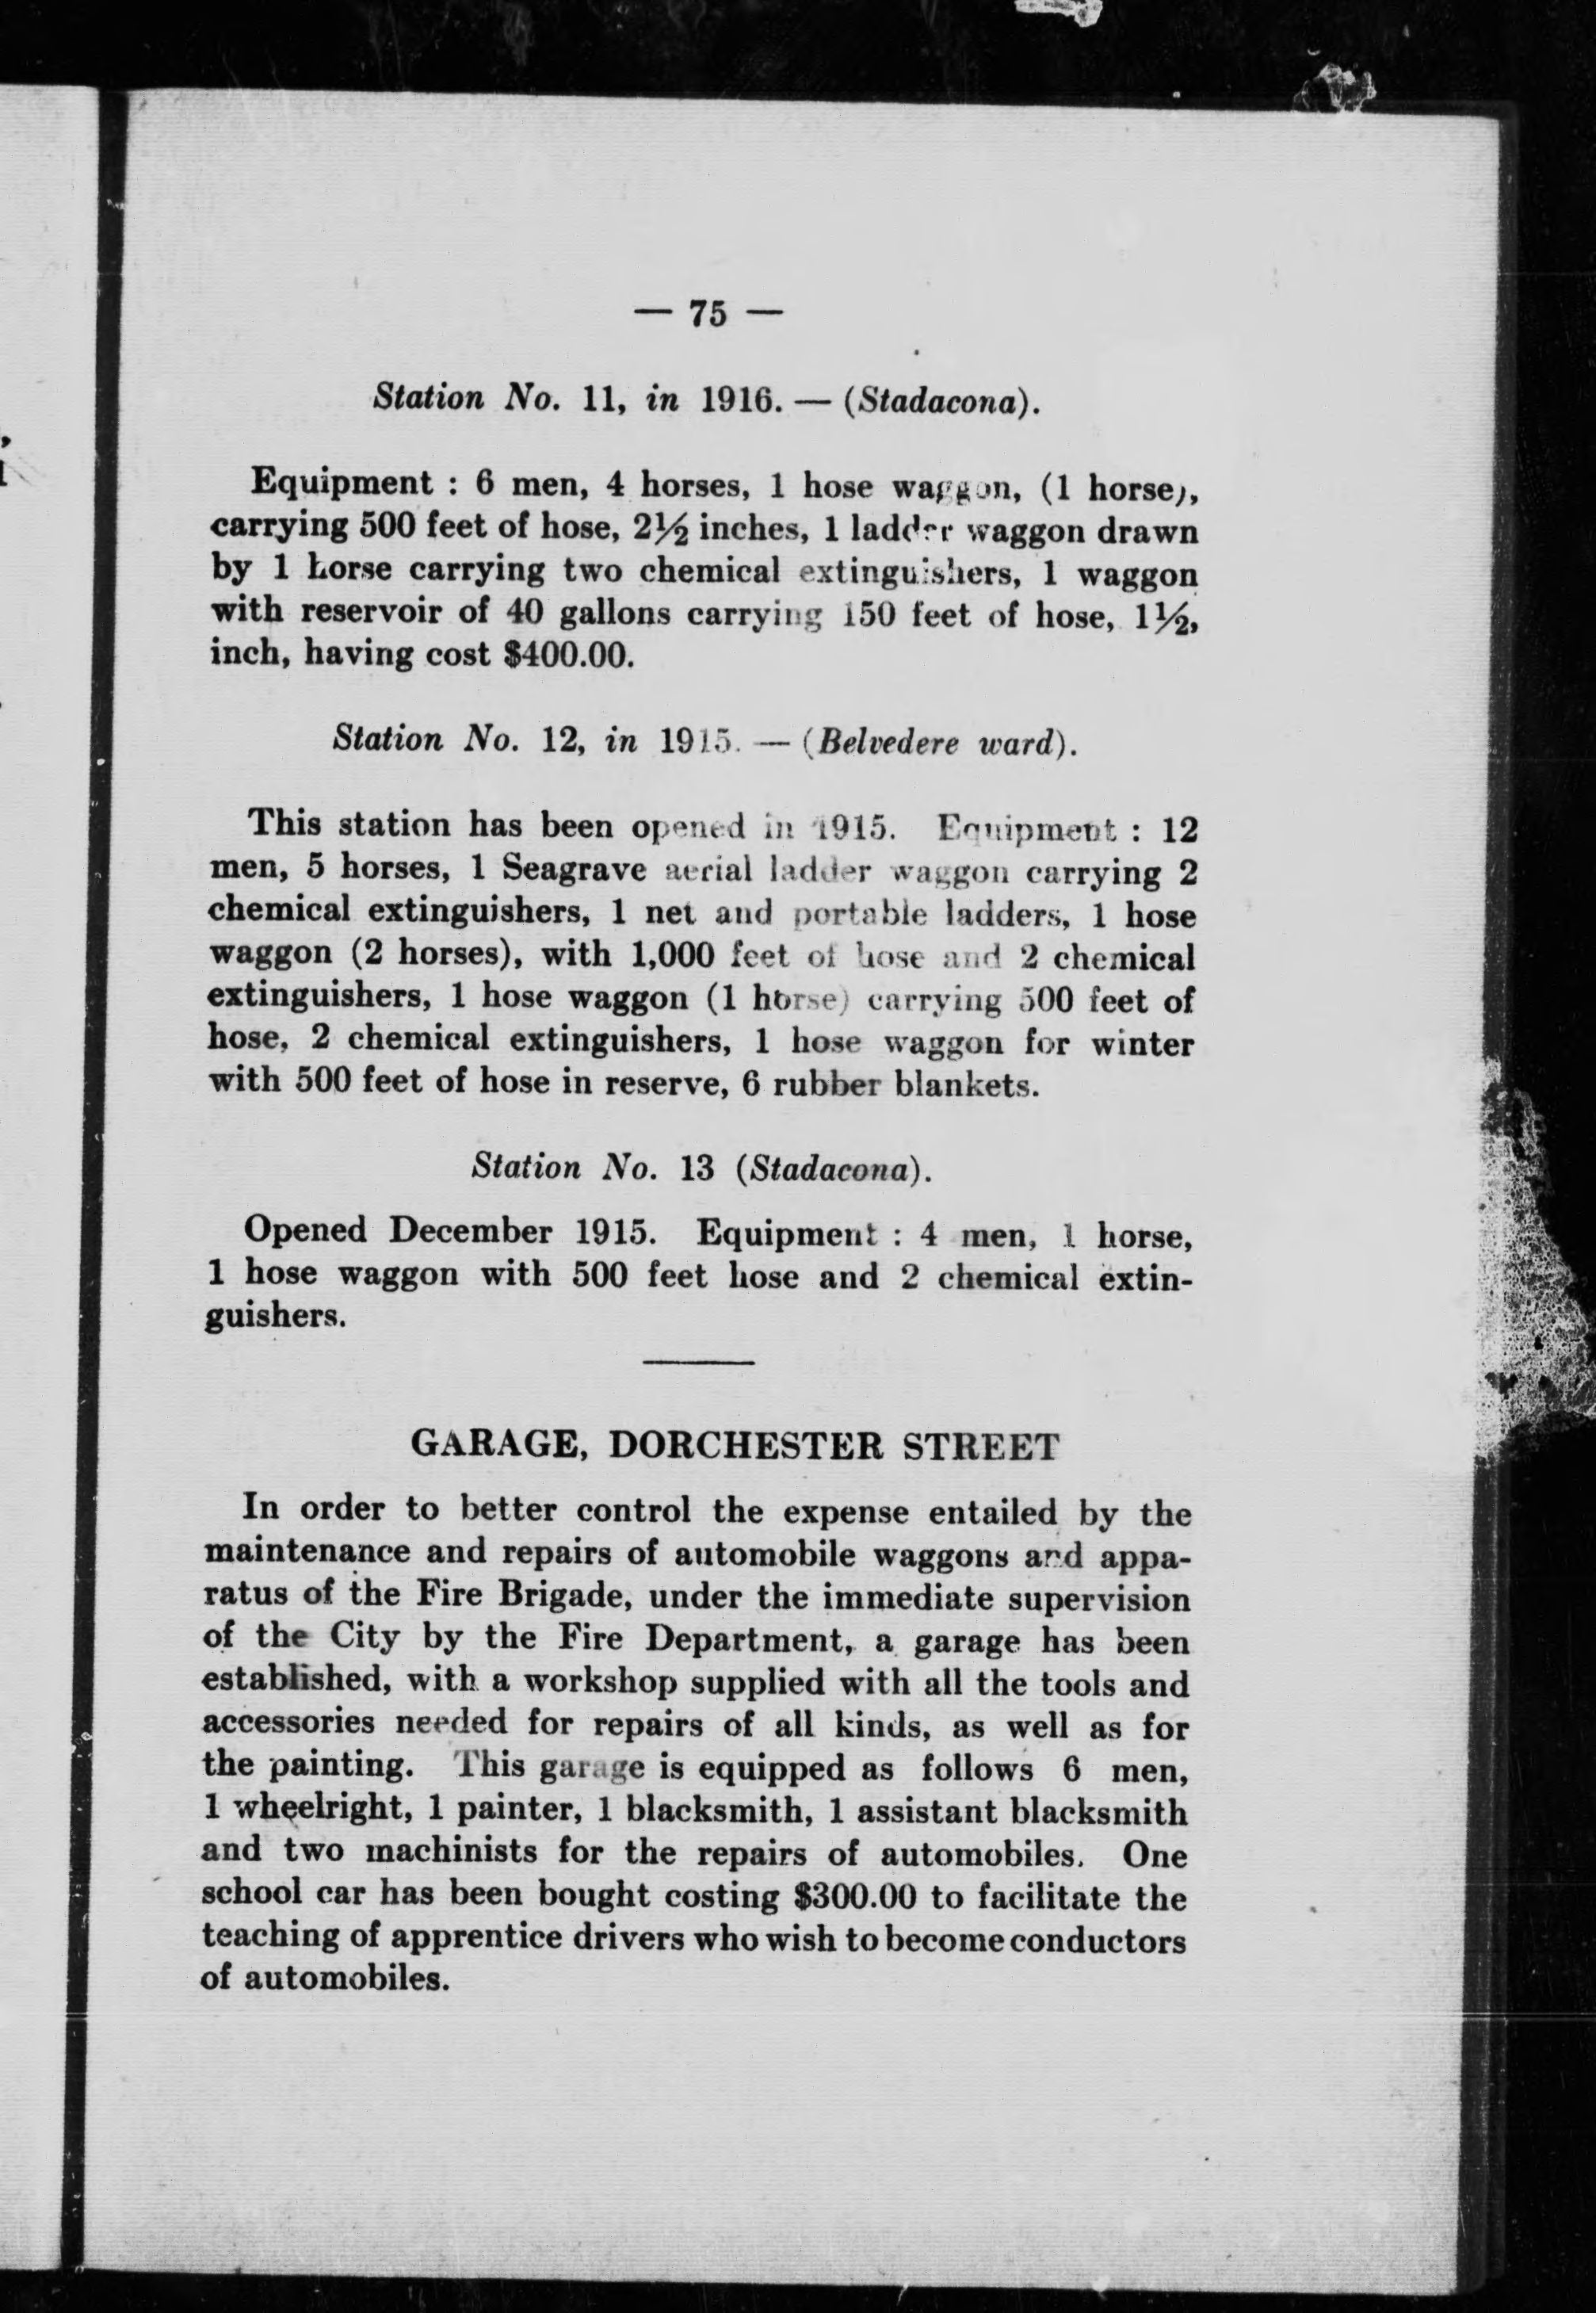 — 75 —
Station No. 11, in 1916. — (Stadacona).
Equipment : 6 men, 4 horses, 1 hose waggon, (1 horse),
carrying 500 feet of hose, 2½ inches, 1 ladder waggon drawn
by 1 horse carrying two chemical extinguishers, 1 waggon
with reservoir of 40 gallons carrying 150 feet of hose, 1½,
inch, having cost $400.00.
Station No. 12, in 1915. — (Belvedere ward).
This station has been opened in 1915. Equipment : 12
men, 5 horses, 1 Seagrave aerial ladder waggon carrying 2
chemical extinguishers, 1 net and portable ladders, 1 hose
waggon (2 horses), with 1,000 feet of hose and 2 chemical
extinguishers, 1 hose waggon (1 horse) carrying 500 feet of
hose, 2 chemical extinguishers, 1 hose waggon for winter
with 500 feet of hose in reserve, 6 rubber blankets.
Station No. 13 (Stadacona).
Opened December 1915. Equipment : 4 men, 1 horse,
1 hose waggon with 500 feet hose and 2 chemical extin-
guishers.
GARAGE, DORCHESTER STREET
In order to better control the expense entailed by the
maintenance and repairs of automobile waggons and appa-
ratus of the Fire Brigade, under the immediate supervision
of the City by the Fire Department, a garage has been
established, with a workshop supplied with all the tools and
accessories needed for repairs of all kinds, as well as for
the painting. This garage is equipped as follows 6 men,
1 wheelright, 1 painter, 1 blacksmith, 1 assistant blacksmith
and two machinists for the repairs of automobiles. One
school car has been bought costing $300.00 to facilitate the
teaching of apprentice drivers who wish to become conductors
of automobiles.